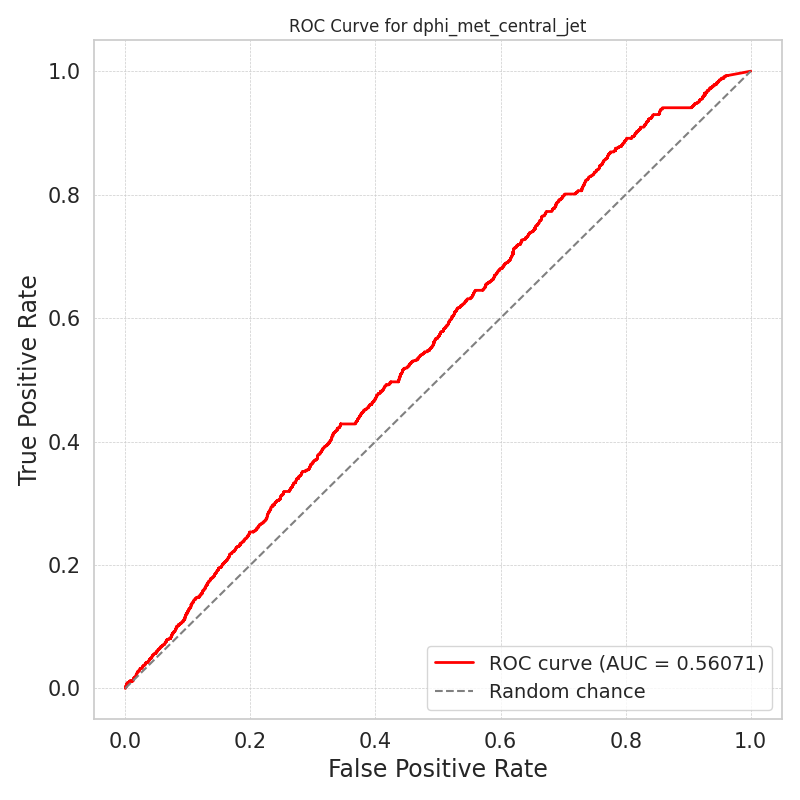 ROC Curve for dphi_met_central_jet
True Positive Rate
1.0
0.8
0.6
0.4
0.2
0.0
ROC curve (AUC = 0.56071)
Random chance
0.0 0.2 0.4 0.6 0.8 1.0
False Positive Rate